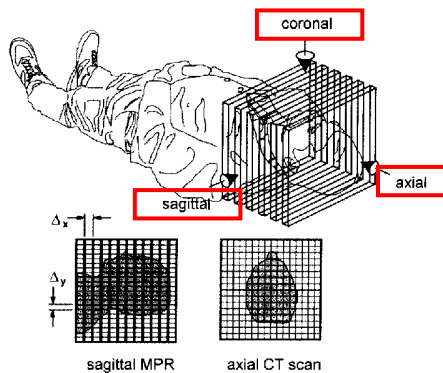 coronal
sagittal
axial
Δx
Δy
sagittal MPR
axial CT scan